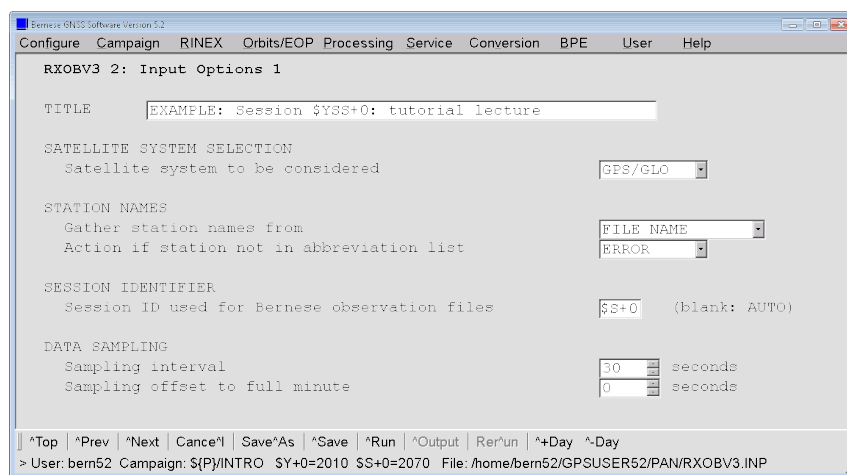 Bernese GNSS Software Version 5.2
Configure Campaign RINEX Orbits/EOP Processing Service Conversion BPE User Help
RXOBV3 2: Input Options 1
TITLE EXAMPLE: Session $YSS+0: tutorial lecture
SATELLITE SYSTEM SELECTION
Satellite system to be considered GPS/GLO
STATION NAMES
Gather station names from FILE NAME
Action if station not in abbreviation list ERROR
SESSION IDENTIFIER
Session ID used for Bernese observation files $S+0 (blank: AUTO)
DATA SAMPLING
Sampling interval 30 seconds
Sampling offset to full minute 0 seconds
^Top ^Prev ^Next Cance^l Save^As ^Save ^Run ^Output Rer^un ^+Day ^-Day
> User: bern52 Campaign: ${P}/INTRO $Y+0=2010 $S+0=2070 File: /home/bern52/GPSUSER52/PAN/RXOBV3.INP